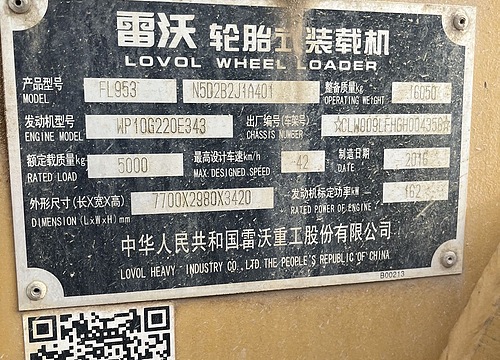 雷沃 轮胎式装载机
LOVOL WHEEL LOADER
产品型号 MODEL FL953 N5D2B2J1A401 整备质量kg OPERATING WEIGHT 16050
发动机型号 ENGINE MODEL WP10G220E343 出厂编号(车架号) CHASSIS NUMBER
额定载质量kg RATED LOAD 5000 最高设计车速km/h MAX. DESIGNED SPEED 42 制造日期 DATE 2016
外形尺寸(长X宽X高) DIMENSION (LxWxH) mm 7700X2980X3420 发动机标定功率kw RATED POWER OF ENGINE 162
中华人民共和国雷沃重工股份有限公司
LOVOL HEAVY INDUSTRY CO., LTD. THE PEOPLE'S REPUBLIC OF CHINA
B00213